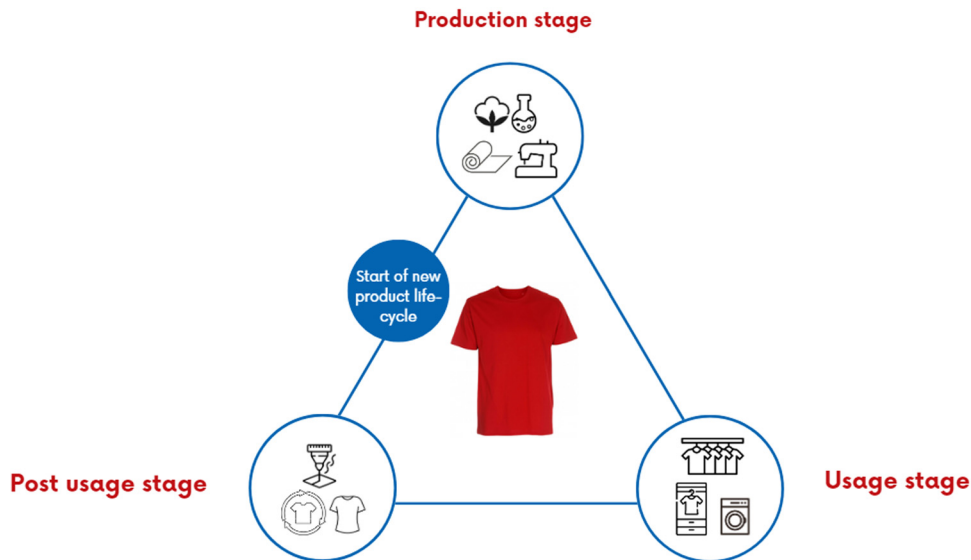 Production stage
Start of new
product life-
cycle
Post usage stage
Usage stage